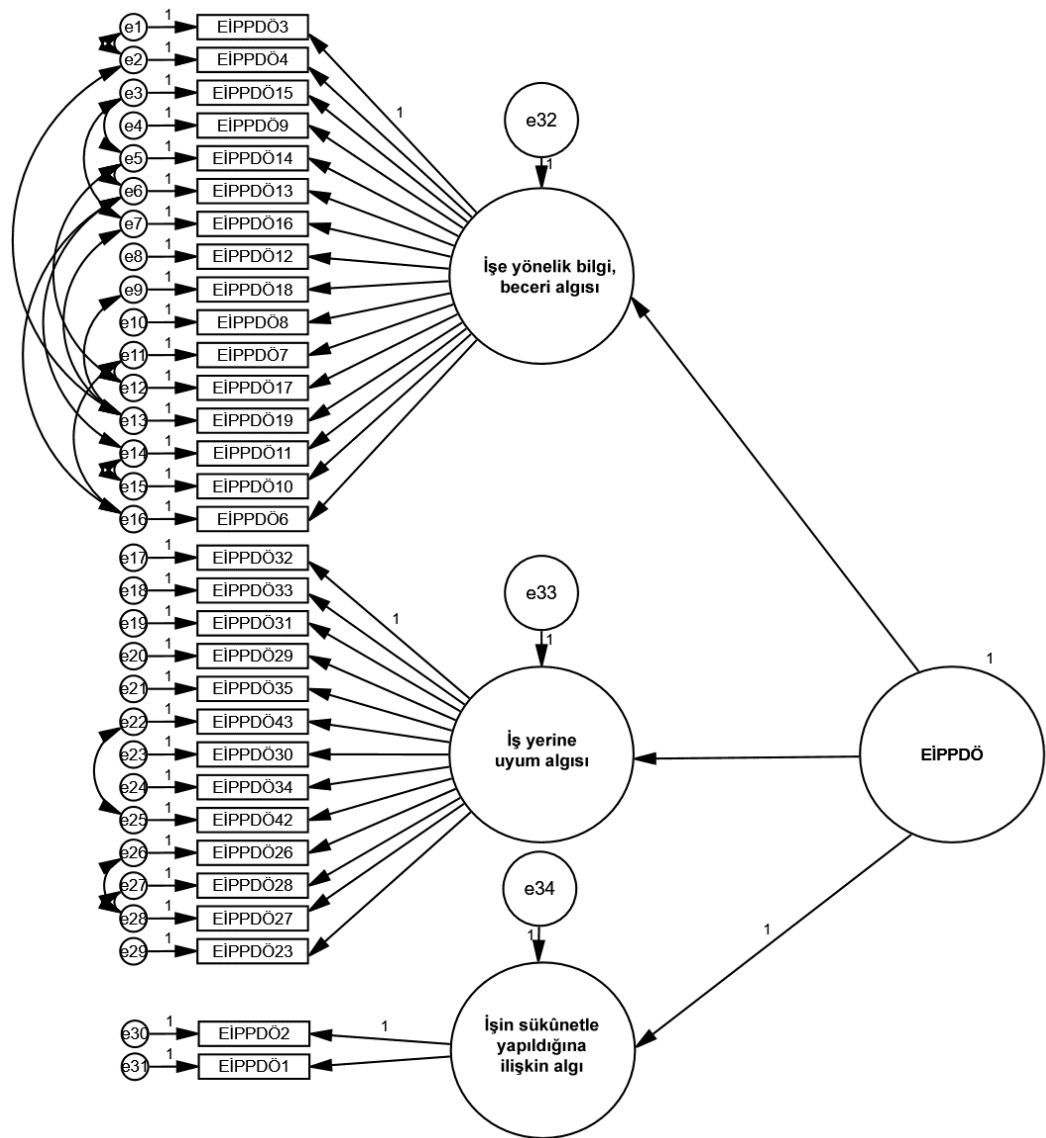 e1 1 EİPPDÖ3
e2 1 EİPPDÖ4
e3 1 EİPPDÖ15
e4 1 EİPPDÖ9
e5 1 EİPPDÖ14
e6 1 EİPPDÖ13
e7 1 EİPPDÖ16
e8 1 EİPPDÖ12
e9 1 EİPPDÖ18
e10 1 EİPPDÖ8
e11 1 EİPPDÖ7
e12 1 EİPPDÖ17
e13 1 EİPPDÖ19
e14 1 EİPPDÖ11
e15 1 EİPPDÖ10
e16 1 EİPPDÖ6
1
e32
1
İşe yönelik bilgi,
beceri algısı
e17 1 EİPPDÖ32
e18 1 EİPPDÖ33
e19 1 EİPPDÖ31
e20 1 EİPPDÖ29
e21 1 EİPPDÖ35
e22 1 EİPPDÖ43
e23 1 EİPPDÖ30
e24 1 EİPPDÖ34
e25 1 EİPPDÖ42
e26 1 EİPPDÖ26
e27 1 EİPPDÖ28
e28 1 EİPPDÖ27
e29 1 EİPPDÖ23
1
e33
1
İş yerine
uyum algısı
e30 1 EİPPDÖ2
e31 1 EİPPDÖ1
1
e34
1
İşin sükûnetle
yapıldığına
ilişkin algı
1
1
EİPPDÖ